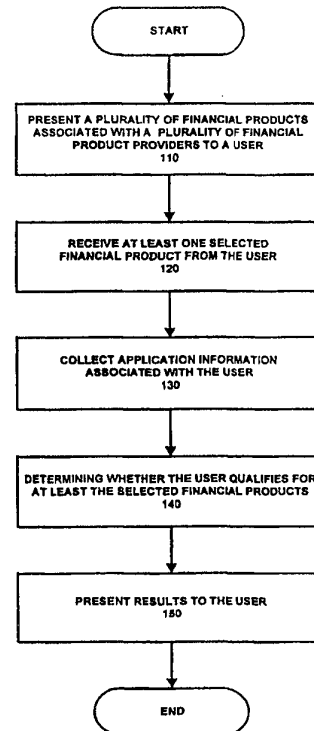 START
PRESENT A PLURALITY OF FINANCIAL PRODUCTS
ASSOCIATED WITH A PLURALITY OF FINANCIAL
PRODUCT PROVIDERS TO A USER
110
RECEIVE AT LEAST ONE SELECTED
FINANCIAL PRODUCT FROM THE USER
120
COLLECT APPLICATION INFORMATION
ASSOCIATED WITH THE USER
130
DETERMINING WHETHER THE USER QUALIFIES FOR
AT LEAST THE SELECTED FINANCIAL PRODUCTS
140
PRESENT RESULTS TO THE USER
150
END